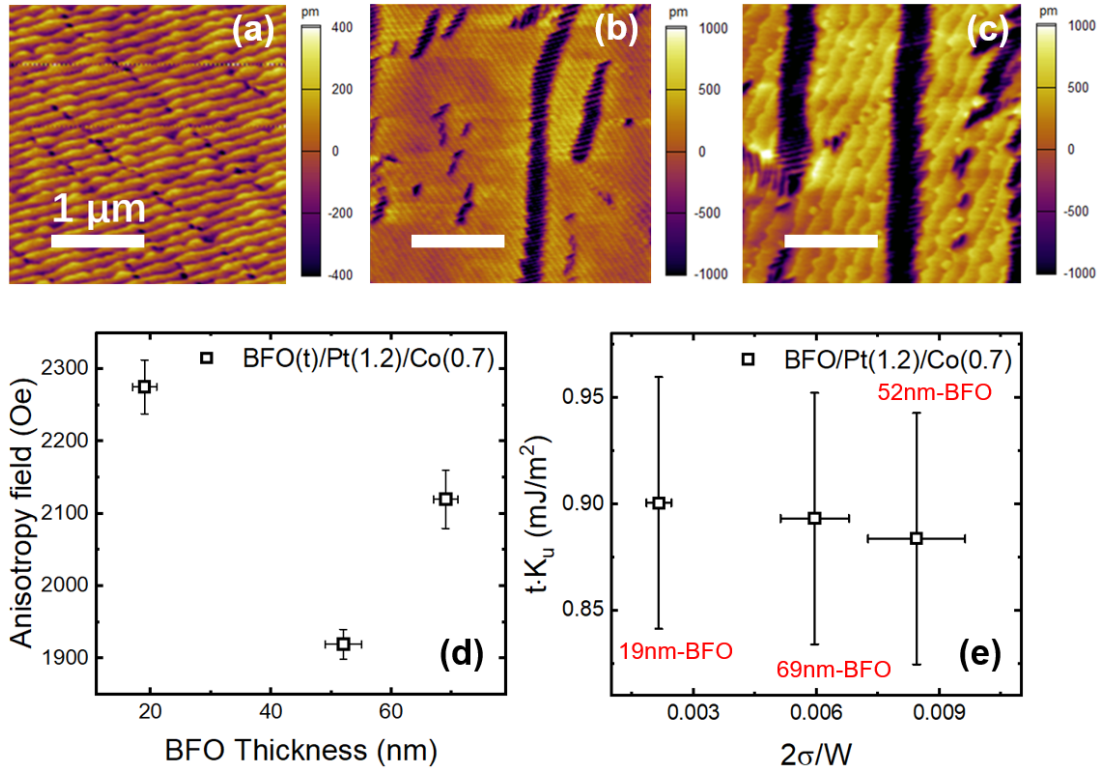 (a)
pm
400
200
0
-200
-400
1 μm
(b)
pm
1000
500
0
-500
-1000
(c)
pm
1000
500
0
-500
-1000
BFO(t)/Pt(1.2)/Co(0.7)
2300
2200
2100
2000
1900
Anisotropy field (Oe)
20
40
60
BFO Thickness (nm)
(d)
BFO/Pt(1.2)/Co(0.7)
52nm-BFO
0.95
0.90
0.85
t·Ku (mJ/m²)
19nm-BFO
69nm-BFO
(e)
0.003
0.006
0.009
2σ/W